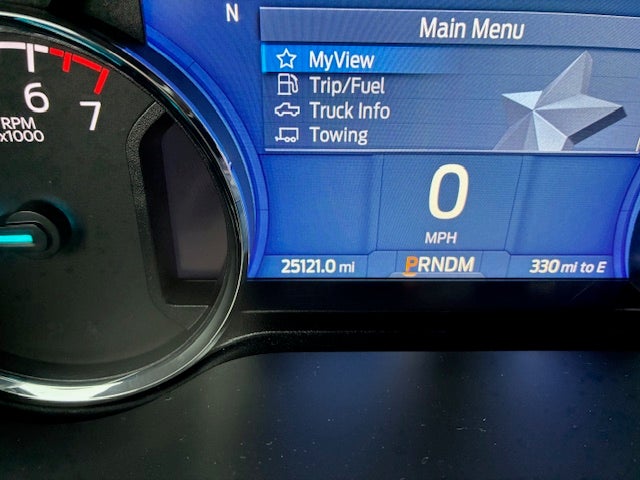 N
Main Menu
MyView
Trip/Fuel
Truck Info
Towing
6
7
RPM
x1000
0
MPH
25121.0 mi
PRNDM
330 mi to E